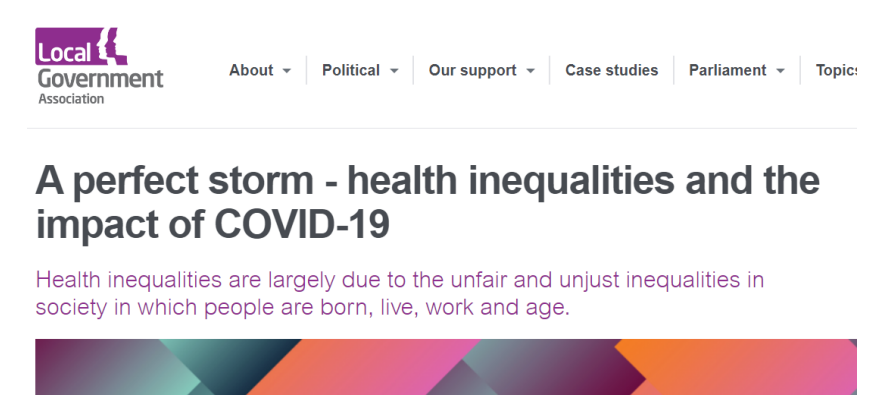 Local
Government
Association
About
Political
Our support
Case studies
Parliament
A perfect storm - health inequalities and the
impact of COVID-19
Health inequalities are largely due to the unfair and unjust inequalities in
society in which people are born, live, work and age.